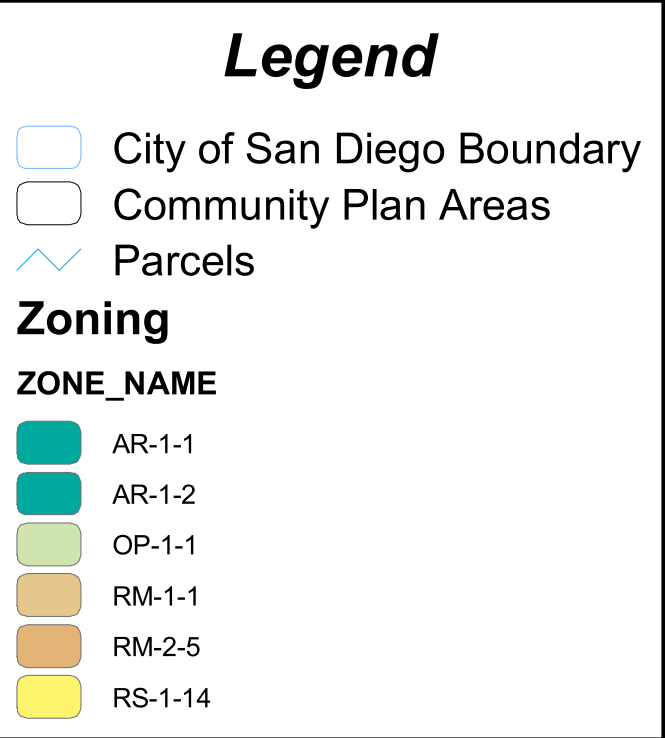 Legend
City of San Diego Boundary
Community Plan Areas
Parcels
Zoning
ZONE_NAME
AR-1-1
AR-1-2
OP-1-1
RM-1-1
RM-2-5
RS-1-14